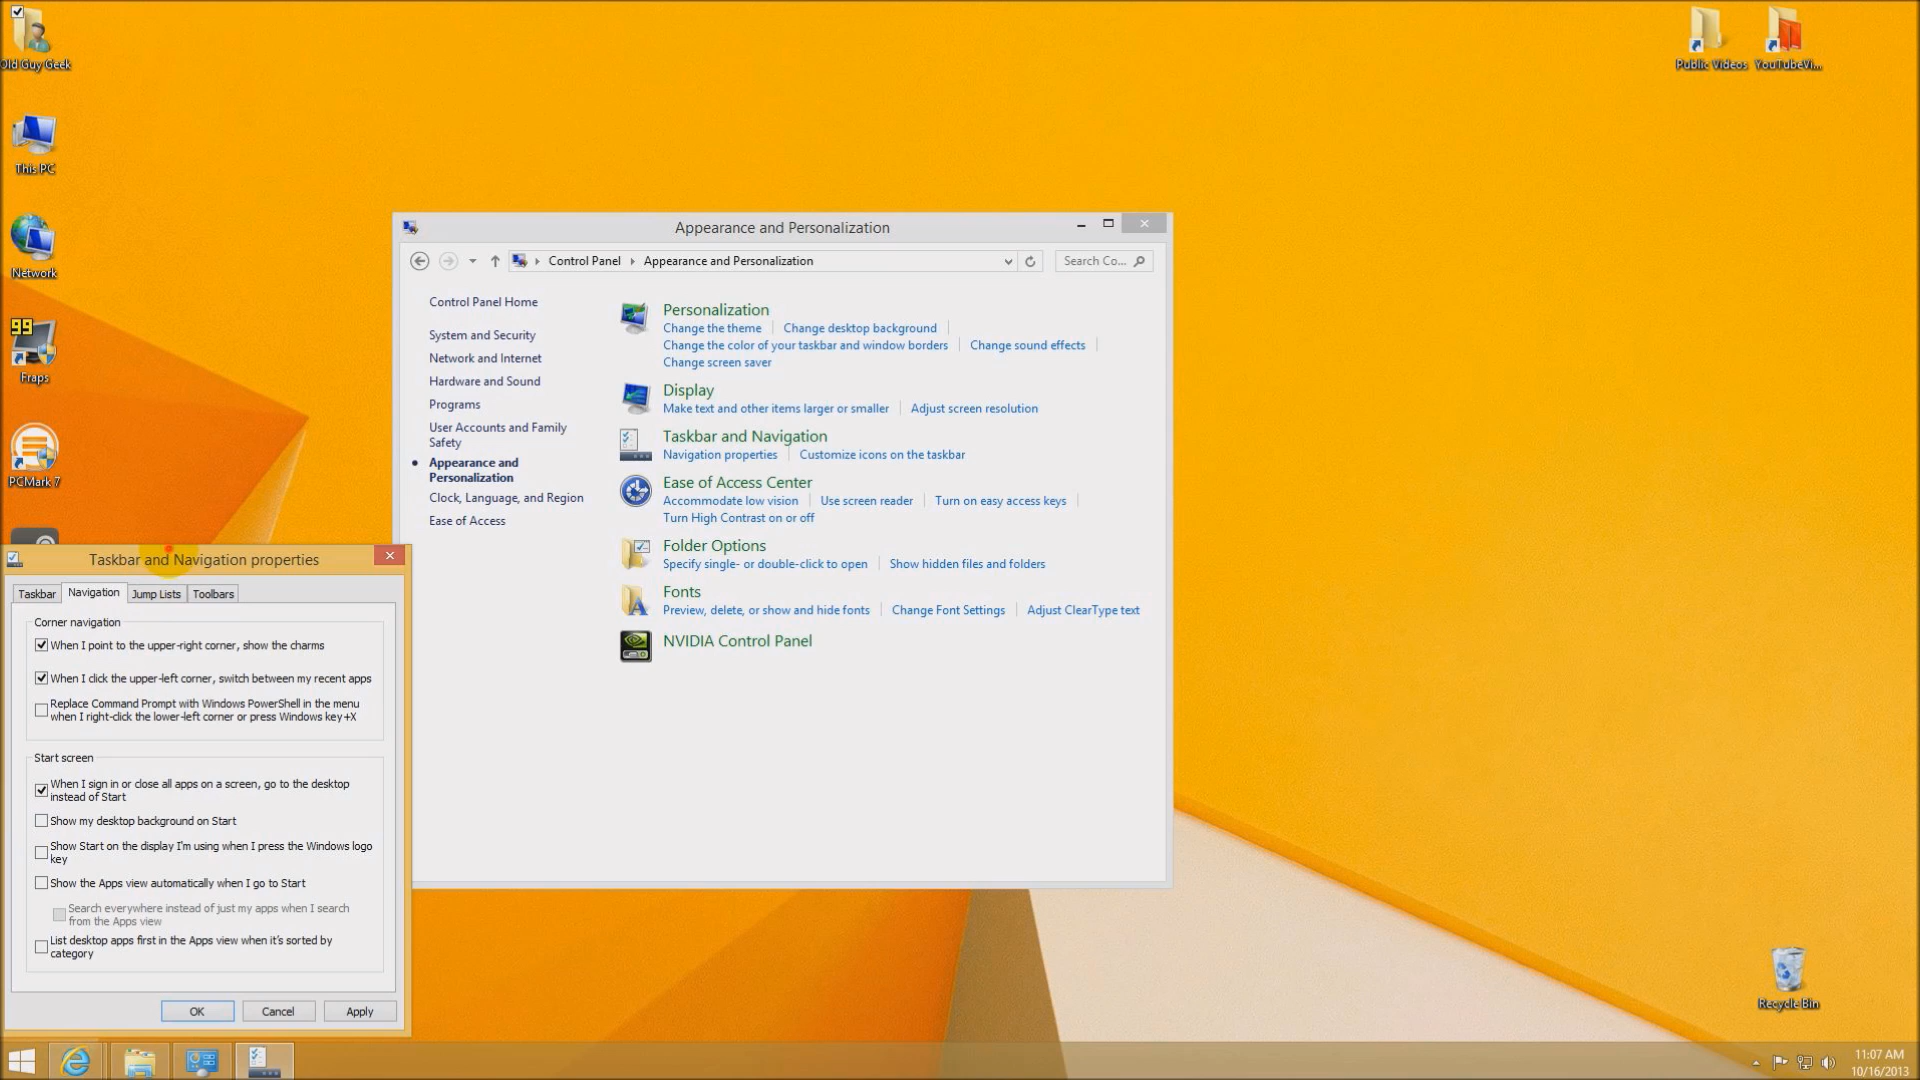 Old Guy Geek
This PC
Network
99
Fraps
PCMark 7
Public Videos
YouTubeVi...
Appearance and Personalization
Control Panel
Appearance and Personalization
Search Co...
Control Panel Home
System and Security
Network and Internet
Hardware and Sound
Programs
User Accounts and Family
Safety
Appearance and
Personalization
Clock, Language, and Region
Ease of Access
Personalization
Change the theme
Change desktop background
Change the color of your taskbar and window borders
Change sound effects
Change screen saver
Display
Make text and other items larger or smaller
Adjust screen resolution
Taskbar and Navigation
Navigation properties
Customize icons on the taskbar
Ease of Access Center
Accommodate low vision
Use screen reader
Turn on easy access keys
Turn High Contrast on or off
Folder Options
Specify single- or double-click to open
Show hidden files and folders
Fonts
Preview, delete, or show and hide fonts
Change Font Settings
Adjust ClearType text
NVIDIA Control Panel
Taskbar and Navigation properties
Taskbar
Navigation
Jump Lists
Toolbars
Corner navigation
When I point to the upper-right corner, show the charms
When I click the upper-left corner, switch between my recent apps
Replace Command Prompt with Windows PowerShell in the menu
when I right-click the lower-left corner or press Windows key+X
Start screen
When I sign in or close all apps on a screen, go to the desktop
instead of Start
Show my desktop background on Start
Show Start on the display I'm using when I press the Windows logo
key
Show the Apps view automatically when I go to Start
Search everywhere instead of just my apps when I search
from the Apps view
List desktop apps first in the Apps view when it's sorted by
category
OK
Cancel
Apply
Recycle Bin
11:07 AM
10/16/2013